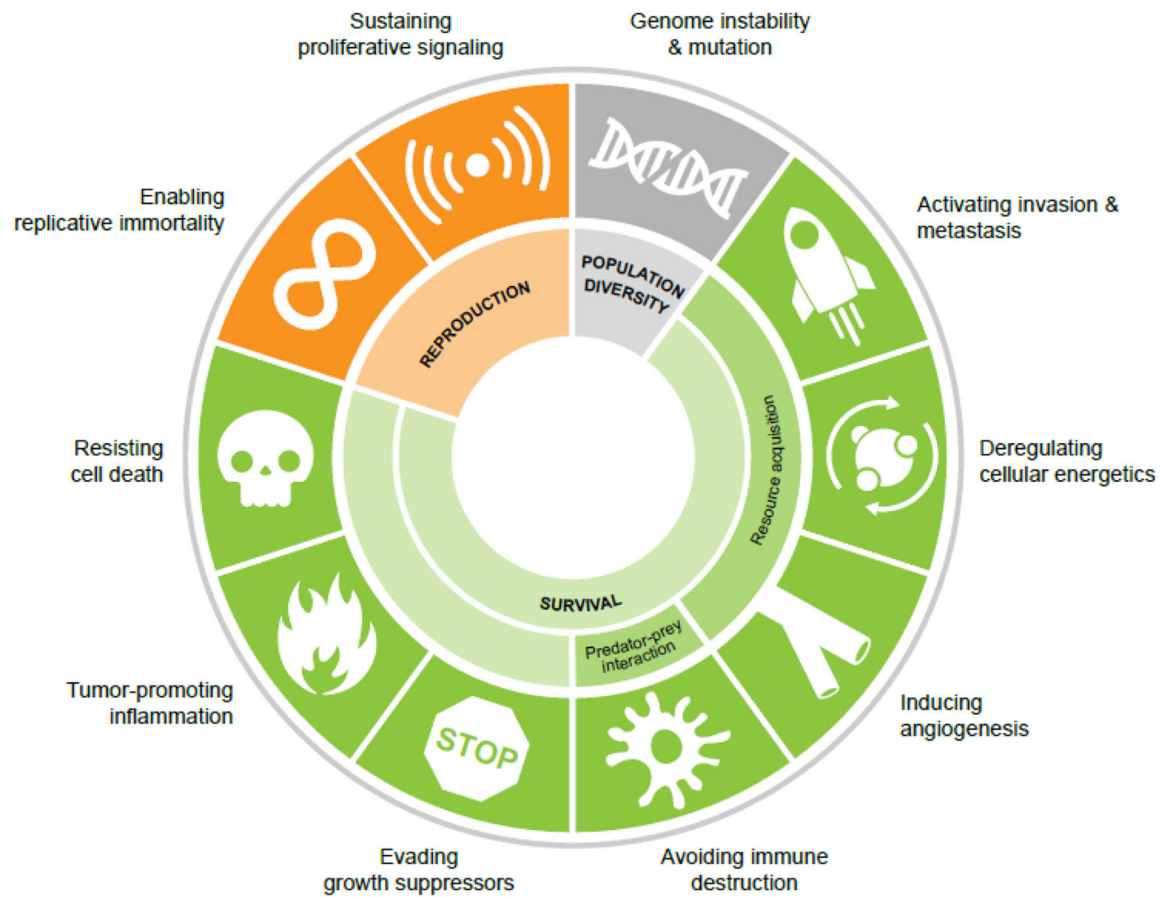 Sustaining
proliferative signaling
Genome instability
& mutation
Enabling
replicative immortality
Activating invasion &
metastasis
POPULATION
DIVERSITY
REPRODUCTION
Resource acquisition
Resisting
cell death
Deregulating
cellular energetics
SURVIVAL
Predator-prey
interaction
Tumor-promoting
inflammation
Inducing
angiogenesis
STOP
Evading
growth suppressors
Avoiding immune
destruction